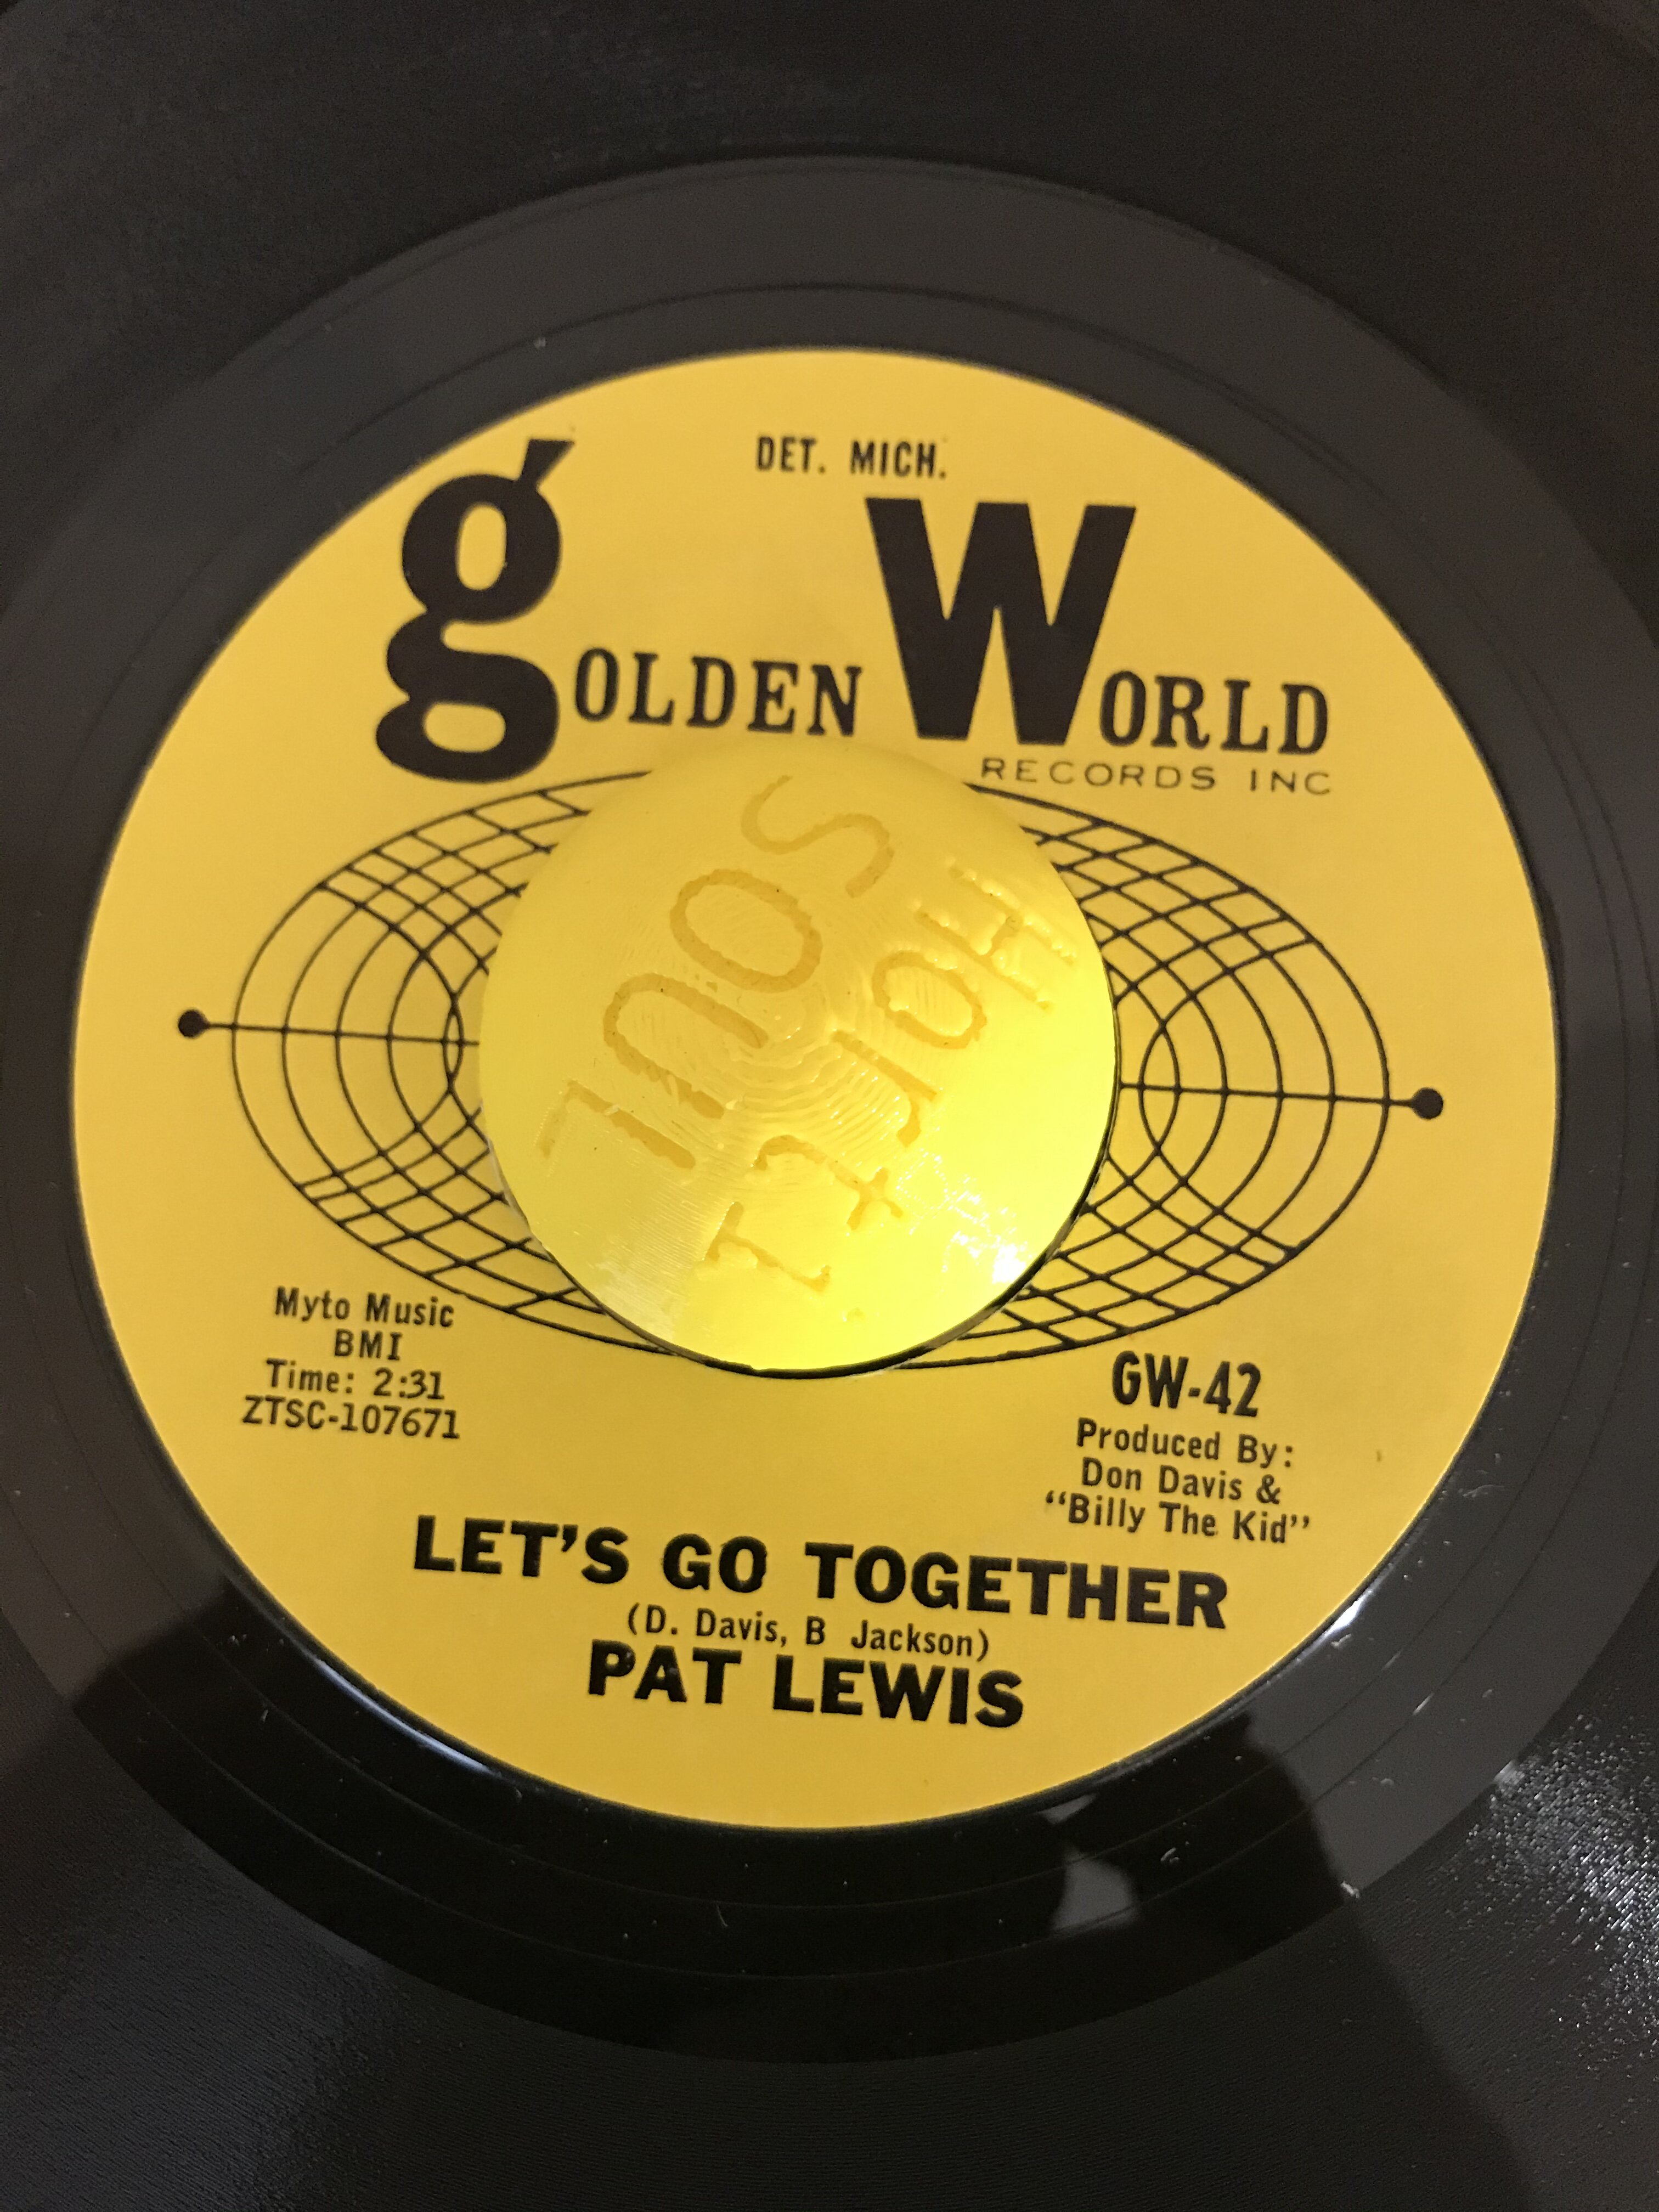 DET. MICH.
golden World
RECORDS INC
SOUL
Myto Music
BMI
Time: 2:31
ZTSC-107671
GW-42
Produced By:
Don Davis &
"Billy The Kid"
LET'S GO TOGETHER
(D. Davis, B Jackson)
PAT LEWIS